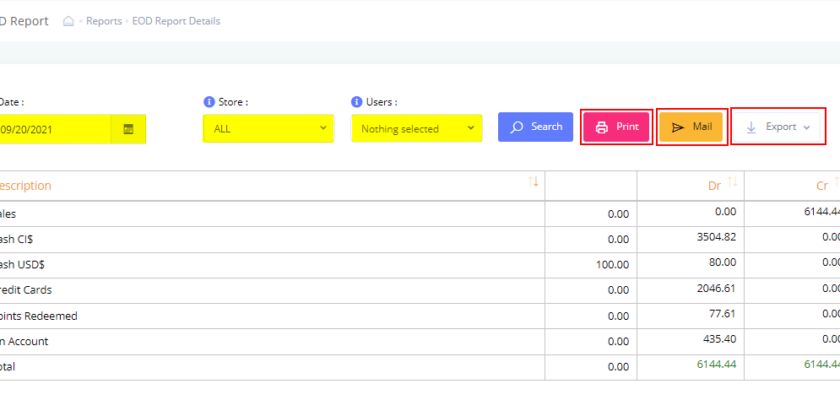 D Report Reports EOD Report Details
Date : Store : Users :
09/20/2021 ALL Nothing selected Search Print Mail Export
escription Dr Cr
ales 0.00 0.00 6144.44
ash CI$ 0.00 3504.82 0.00
ash USD$ 100.00 80.00 0.00
redit Cards 0.00 2046.61 0.00
oints Redeemed 0.00 77.61 0.00
n Account 0.00 435.40 0.00
otal 0.00 6144.44 6144.44